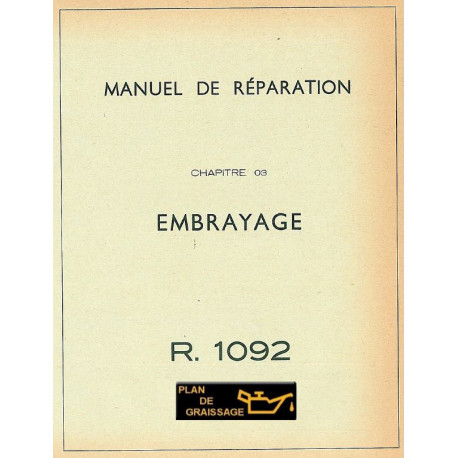 MANUEL DE RÉPARATION
CHAPITRE 03
EMBRAYAGE
R. 1092
PLAN
DE
GRAISSAGE